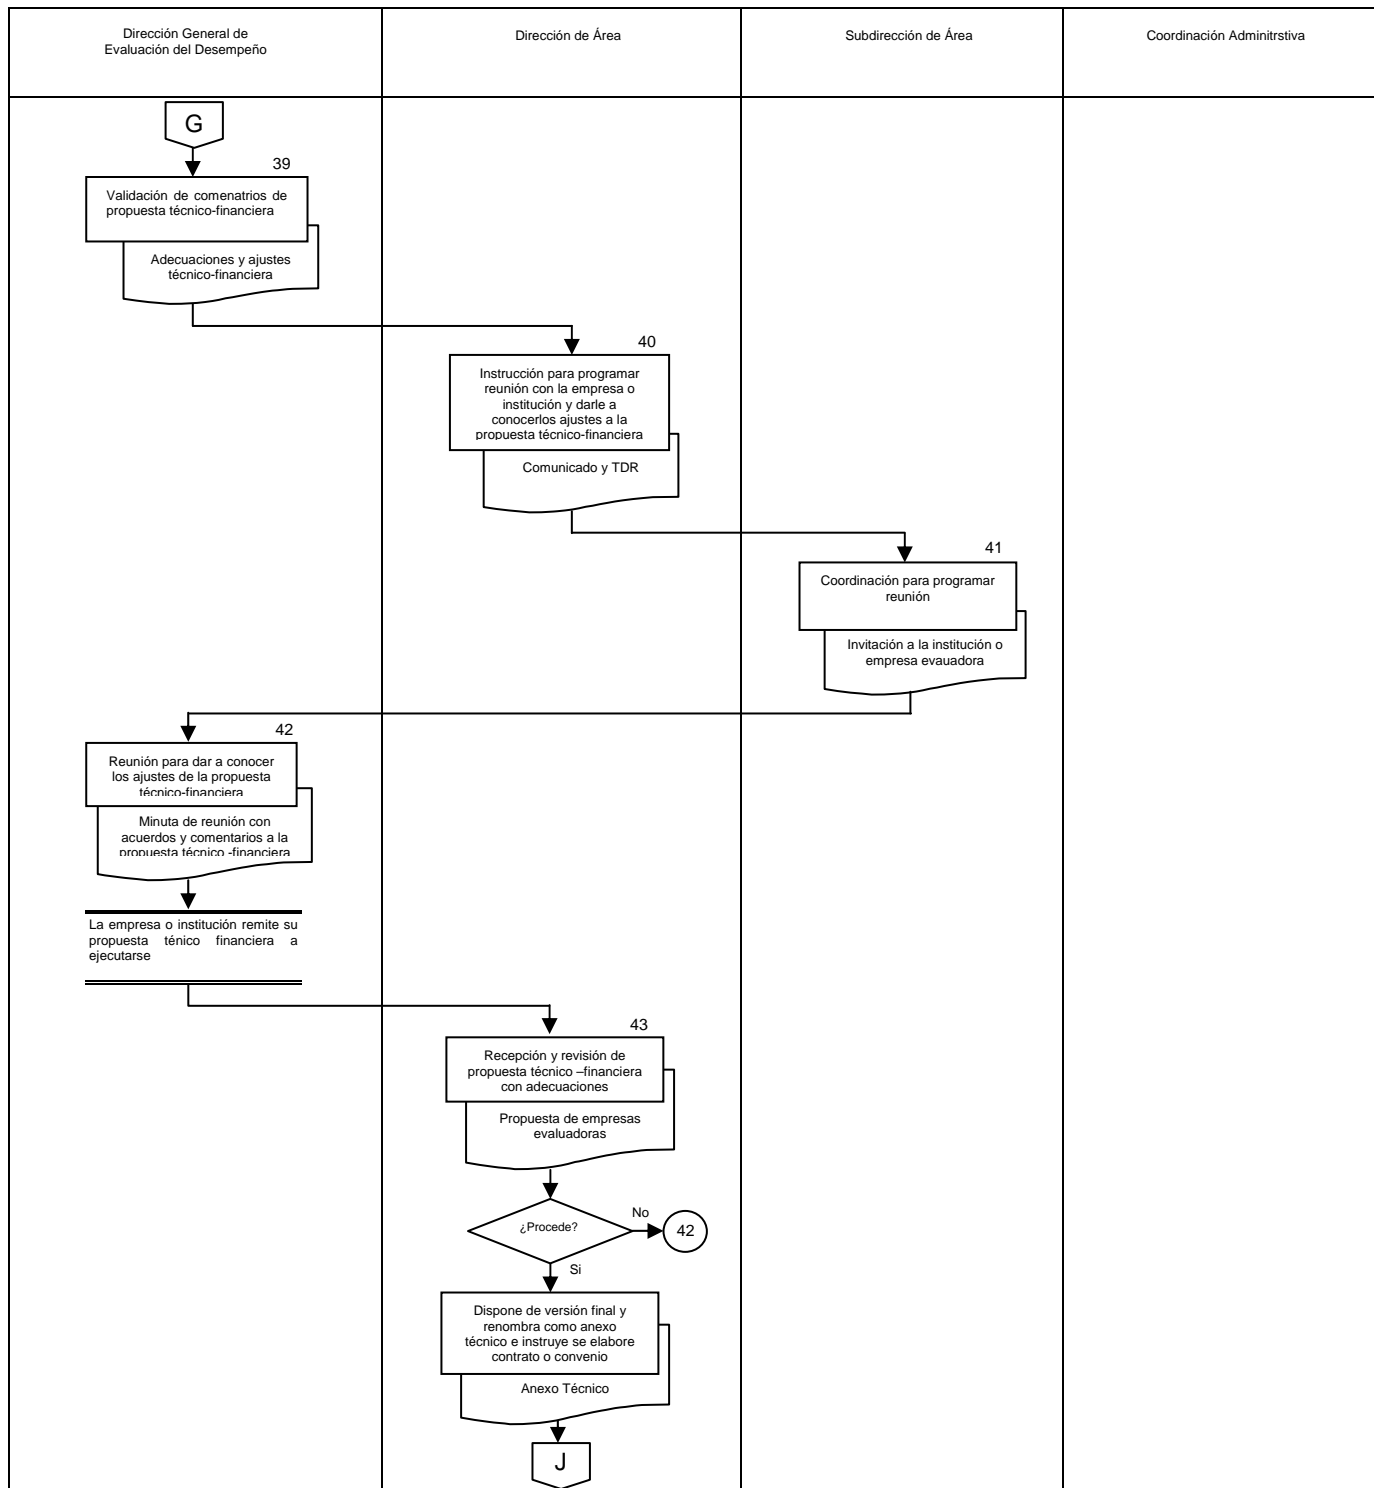 Dirección General de
Evaluación del Desempeño
Dirección de Área
Subdirección de Área
Coordinación Adminitrstiva
G
39
Validación de comenatrios de
propuesta técnico-financiera
Adecuaciones y ajustes
técnico-financiera
40
Instrucción para programar
reunión con la empresa o
institución y darle a
conocerlos ajustes a la
propuesta técnico-financiera
Comunicado y TDR
41
Coordinación para programar
reunión
Invitación a la institución o
empresa evauadora
42
Reunión para dar a conocer
los ajustes de la propuesta
técnico-financiera
Minuta de reunión con
acuerdos y comentarios a la
propuesta técnico -financiera
La empresa o institución remite su
propuesta ténico financiera a
ejecutarse
43
Recepción y revisión de
propuesta técnico –financiera
con adecuaciones
Propuesta de empresas
evaluadoras
¿Procede?
No
42
Si
Dispone de versión final y
renombra como anexo
técnico e instruye se elabore
contrato o convenio
Anexo Técnico
J